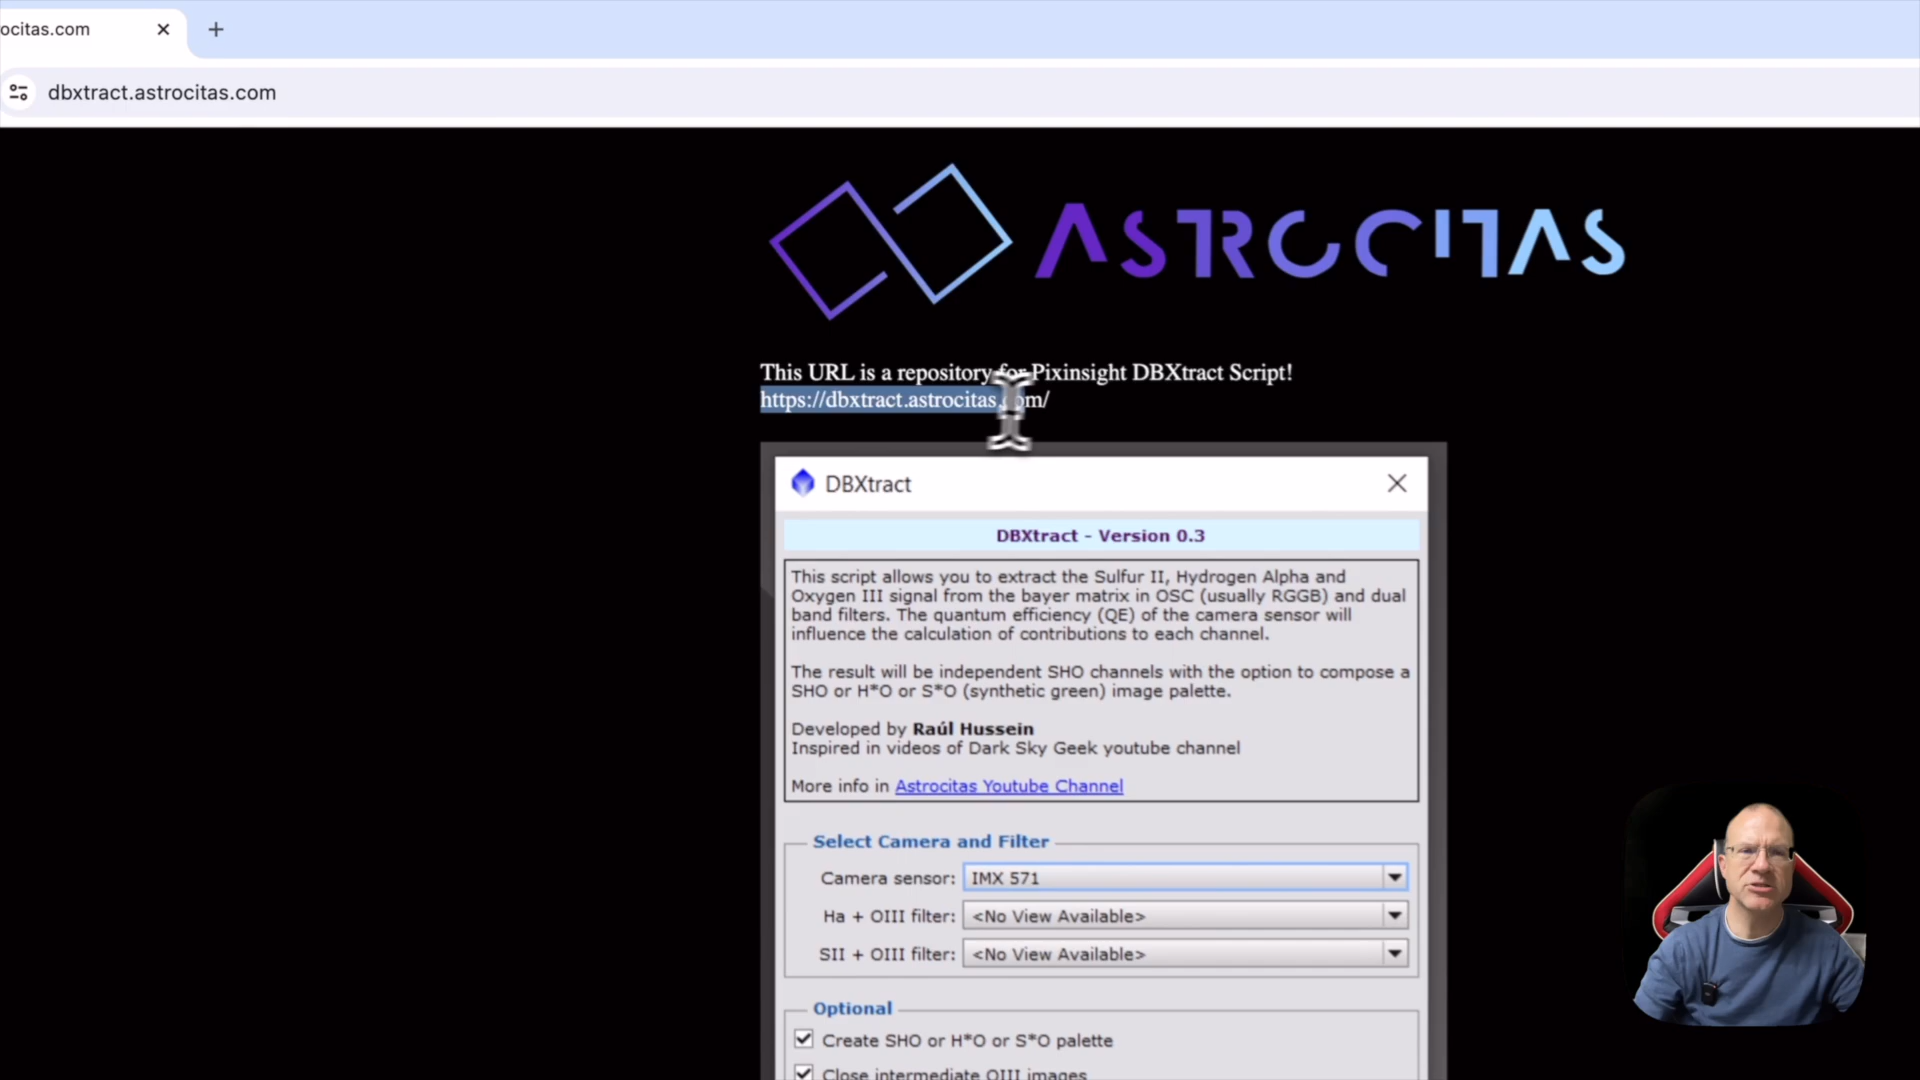 ocitas.com
dbxtract.astrocitas.com
ASTROCITAS
This URL is a repository for Pixinsight DBXtract Script!
https://dbxtract.astrocitas.com/
DBXtract
DBXtract - Version 0.3
This script allows you to extract the Sulfur II, Hydrogen Alpha and
Oxygen III signal from the bayer matrix in OSC (usually RGGB) and dual
band filters. The quantum efficiency (QE) of the camera sensor will
influence the calculation of contributions to each channel.
The result will be independent SHO channels with the option to compose a
SHO or H*O or S*O (synthetic green) image palette.
Developed by Raúl Hussein
Inspired in videos of Dark Sky Geek youtube channel
More info in Astrocitas Youtube Channel
Select Camera and Filter
Camera sensor: IMX 571
Ha + OIII filter: <No View Available>
SII + OIII filter: <No View Available>
Optional
Create SHO or H*O or S*O palette
Close intermediate OIII images